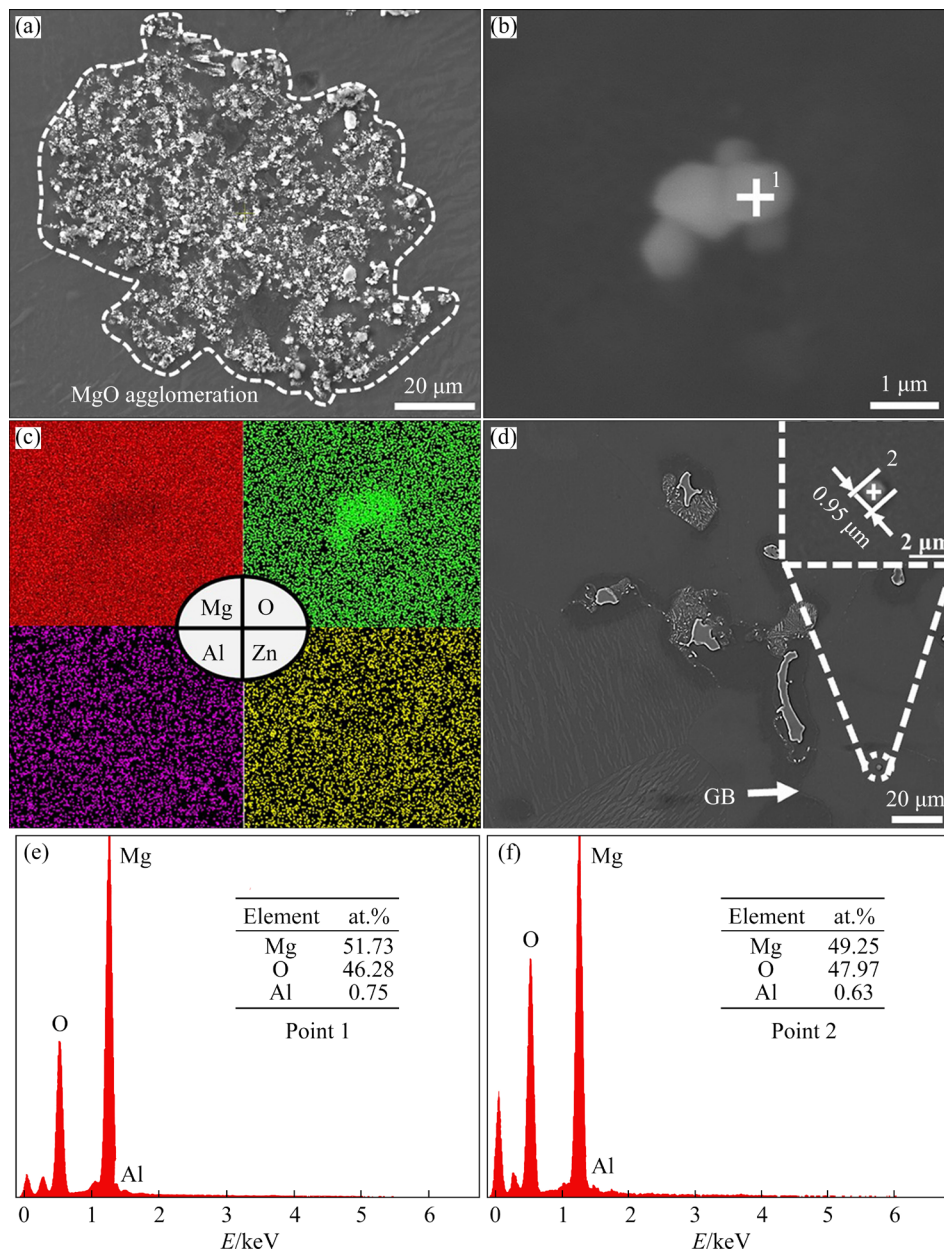 (a)
MgO agglomeration
20 μm
(b)
1
1 μm
(c)
Mg O
Al Zn
(d)
2
0.95 μm
2 μm
GB
20 μm
(e)
Mg
O
Al
Element at.%
Mg 51.73
O 46.28
Al 0.75
Point 1
0 1 2 3 4 5 6
E/keV
(f)
Mg
O
Al
Element at.%
Mg 49.25
O 47.97
Al 0.63
Point 2
0 1 2 3 4 5 6
E/keV